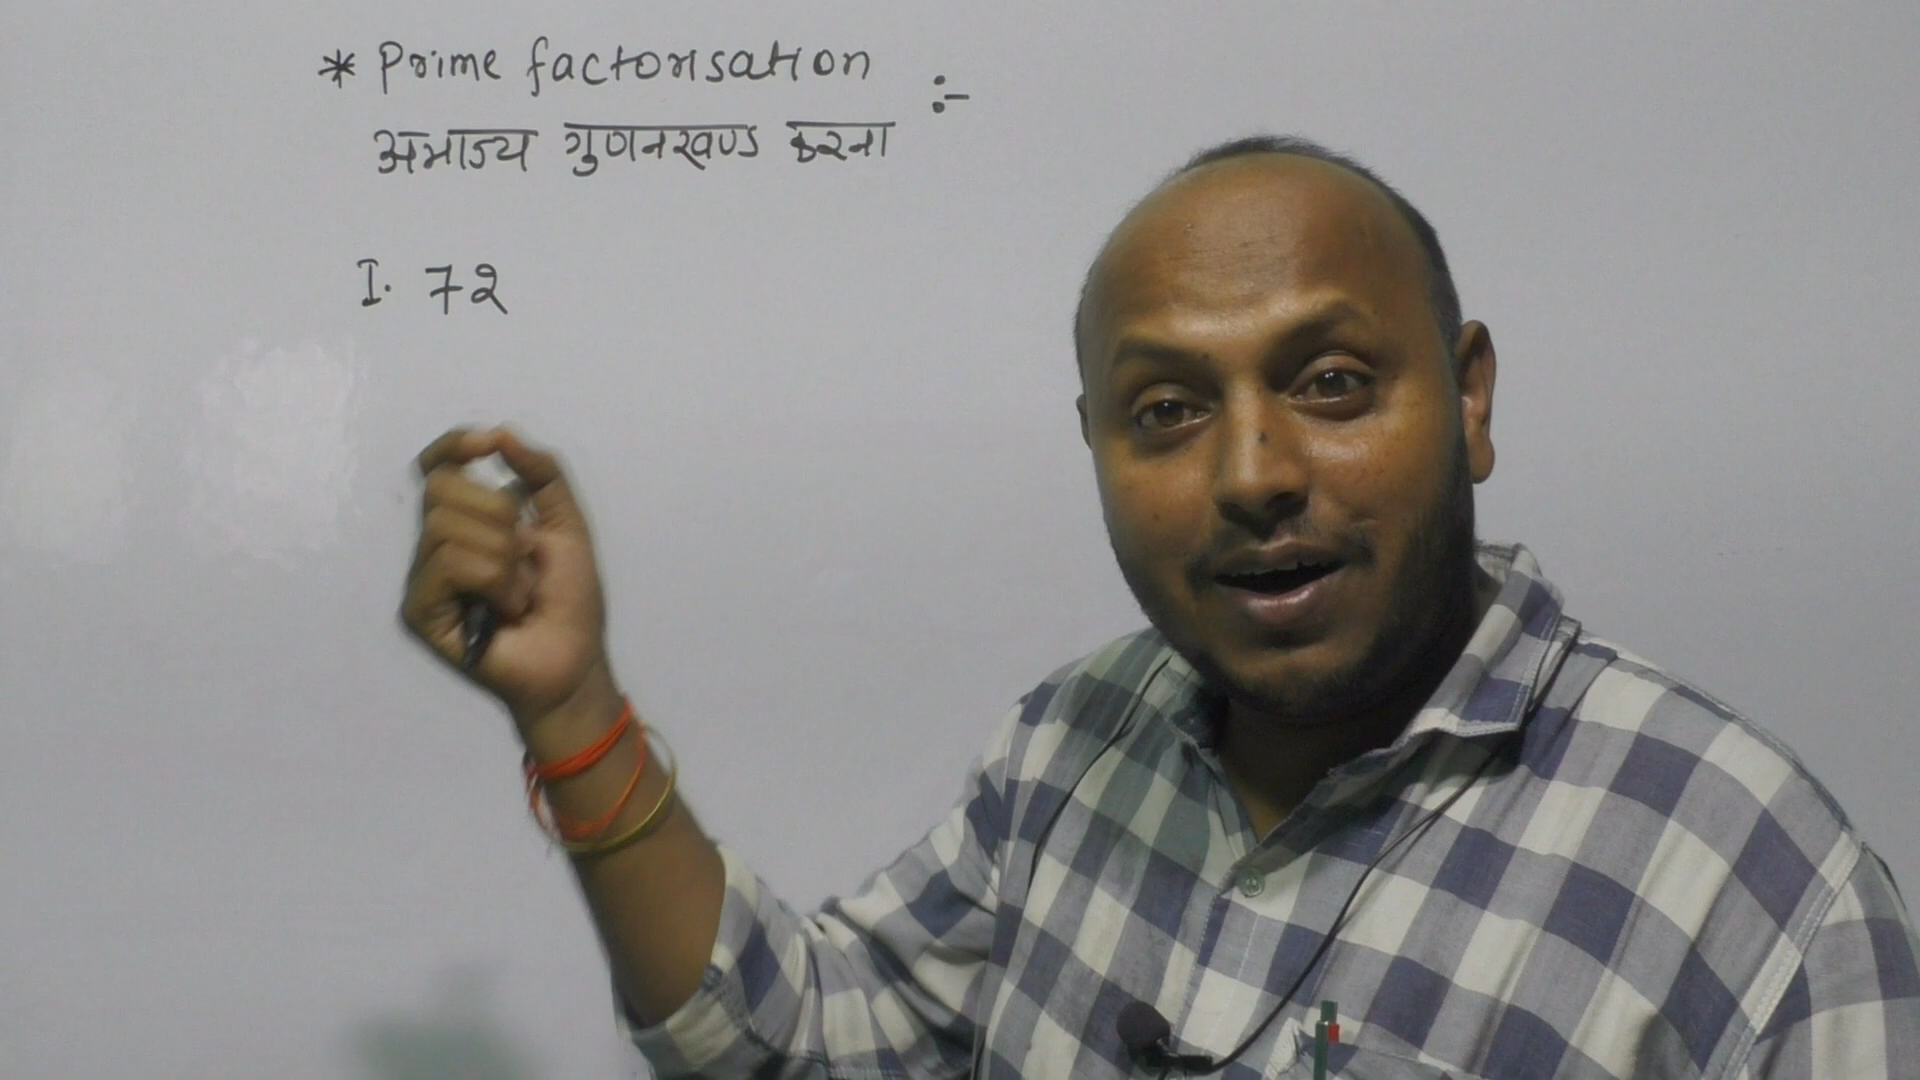 * Prime factorisation :-
अभाज्य गुणनखण्ड करना
I. 72